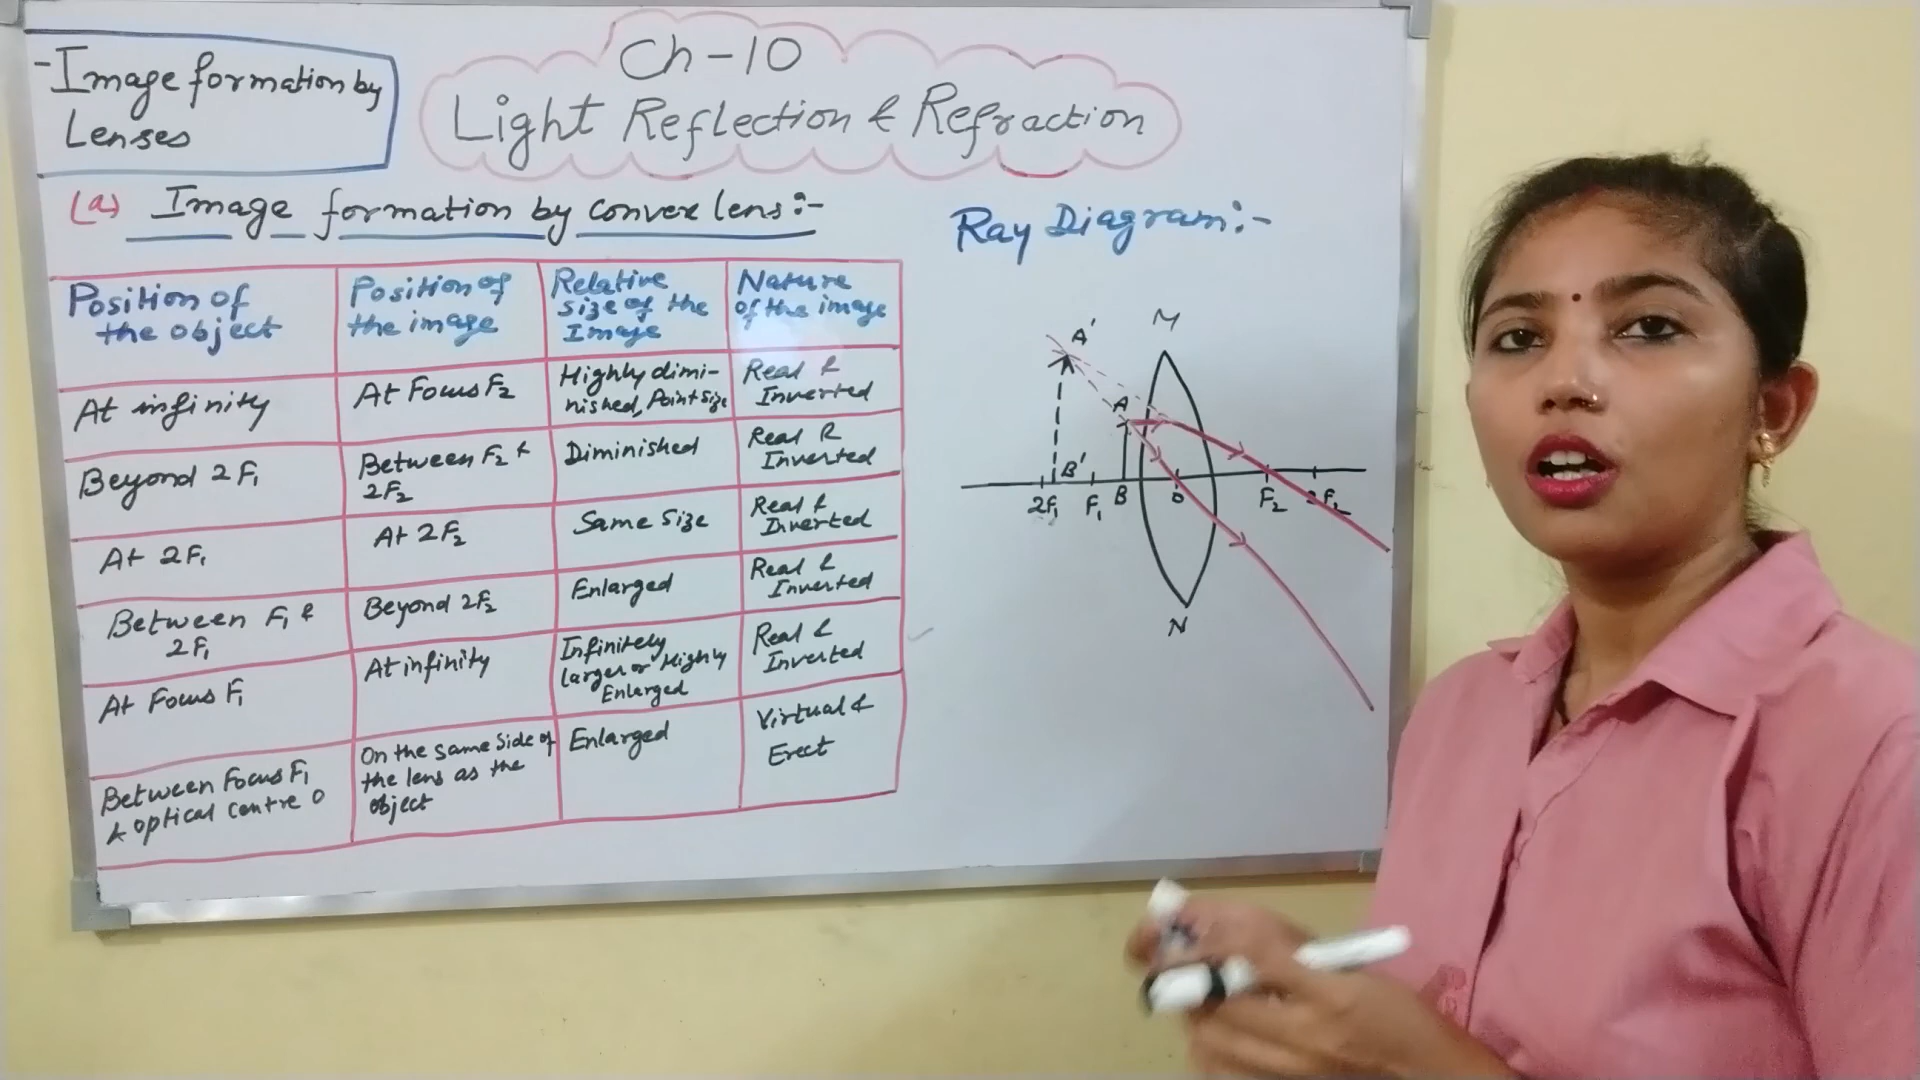 -Image formation by
Lenses
Ch-10
Light Reflection & Refraction
(a) Image formation by convex lens:-
Position of
the object
Position of
the image
Relative
size of the
Image
Nature
of the image
At infinity
At Focus F₂
Highly dimi-
nished, Point size
Real &
Inverted
Beyond 2F₁
Between F₂ &
2F₂
Diminished
Real &
Inverted
At 2F₁
At 2F₂
Same size
Real &
Inverted
Between F₁ &
2F₁
Beyond 2F₂
Enlarged
Real &
Inverted
At Focus F₁
At infinity
Infinitely
larger or Highly
Enlarged
Real &
Inverted
Between Focus F₁
& optical centre O
On the same side of
the lens as the
object
Enlarged
Virtual &
Erect
Ray Diagram:-
M
A'
A
B'
2F₁ F₁ B O F₂ 2F₂
N